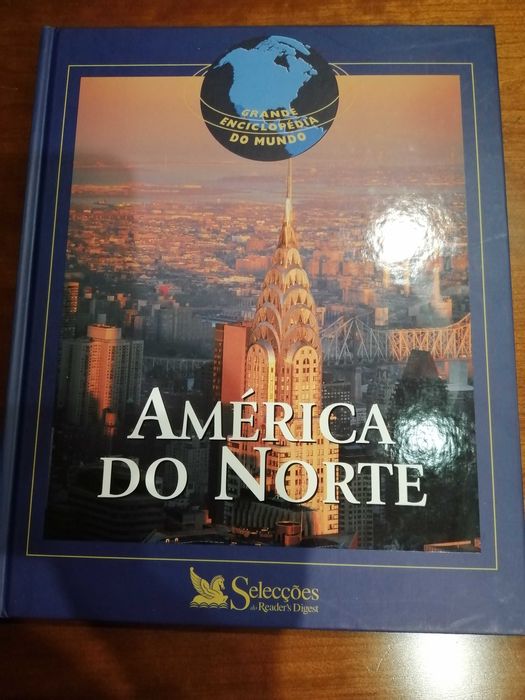 GRANDE
ENCICLOPÉDIA
DO MUNDO
AMÉRICA
DO NORTE
Selecções
do Reader's Digest